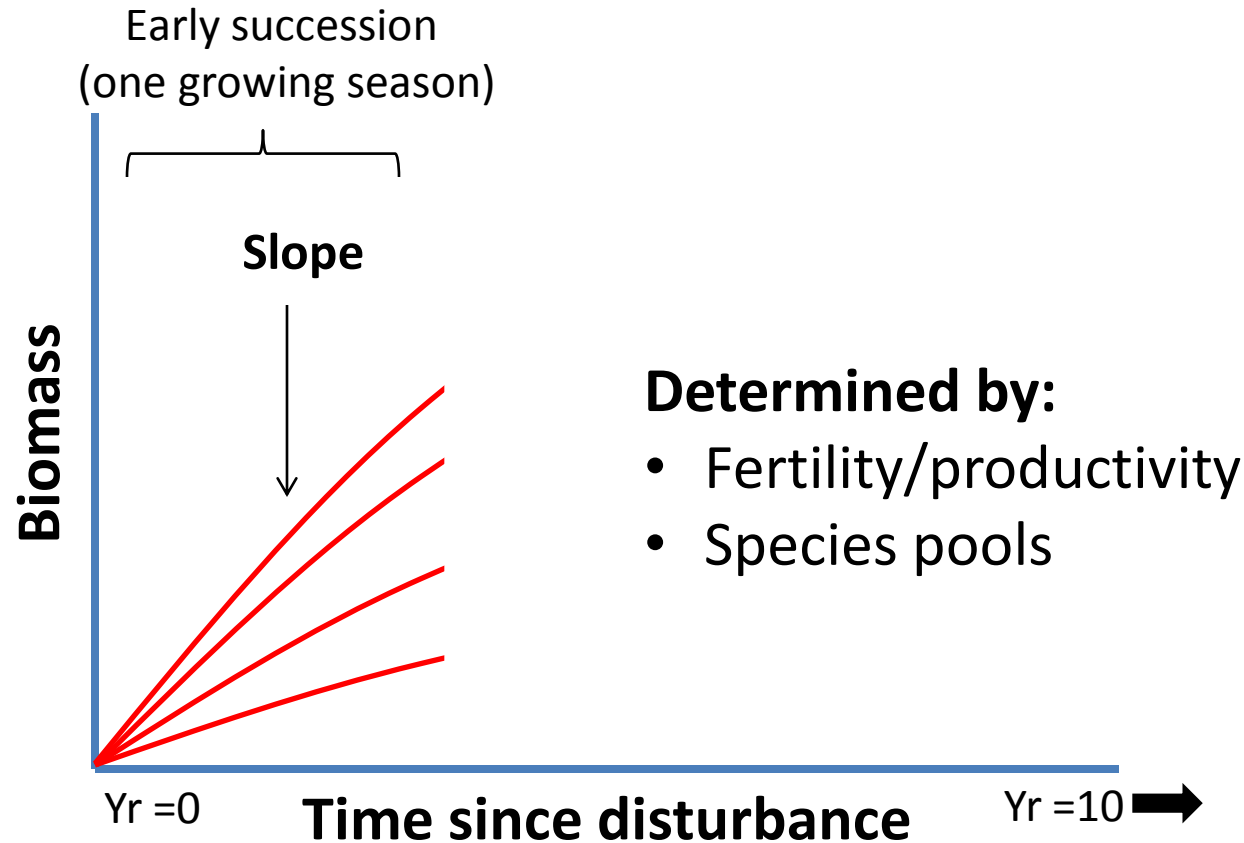 Early succession
(one growing season)
Slope
Biomass
Determined by:
• Fertility/productivity
• Species pools
Yr =0
Time since disturbance
Yr =10